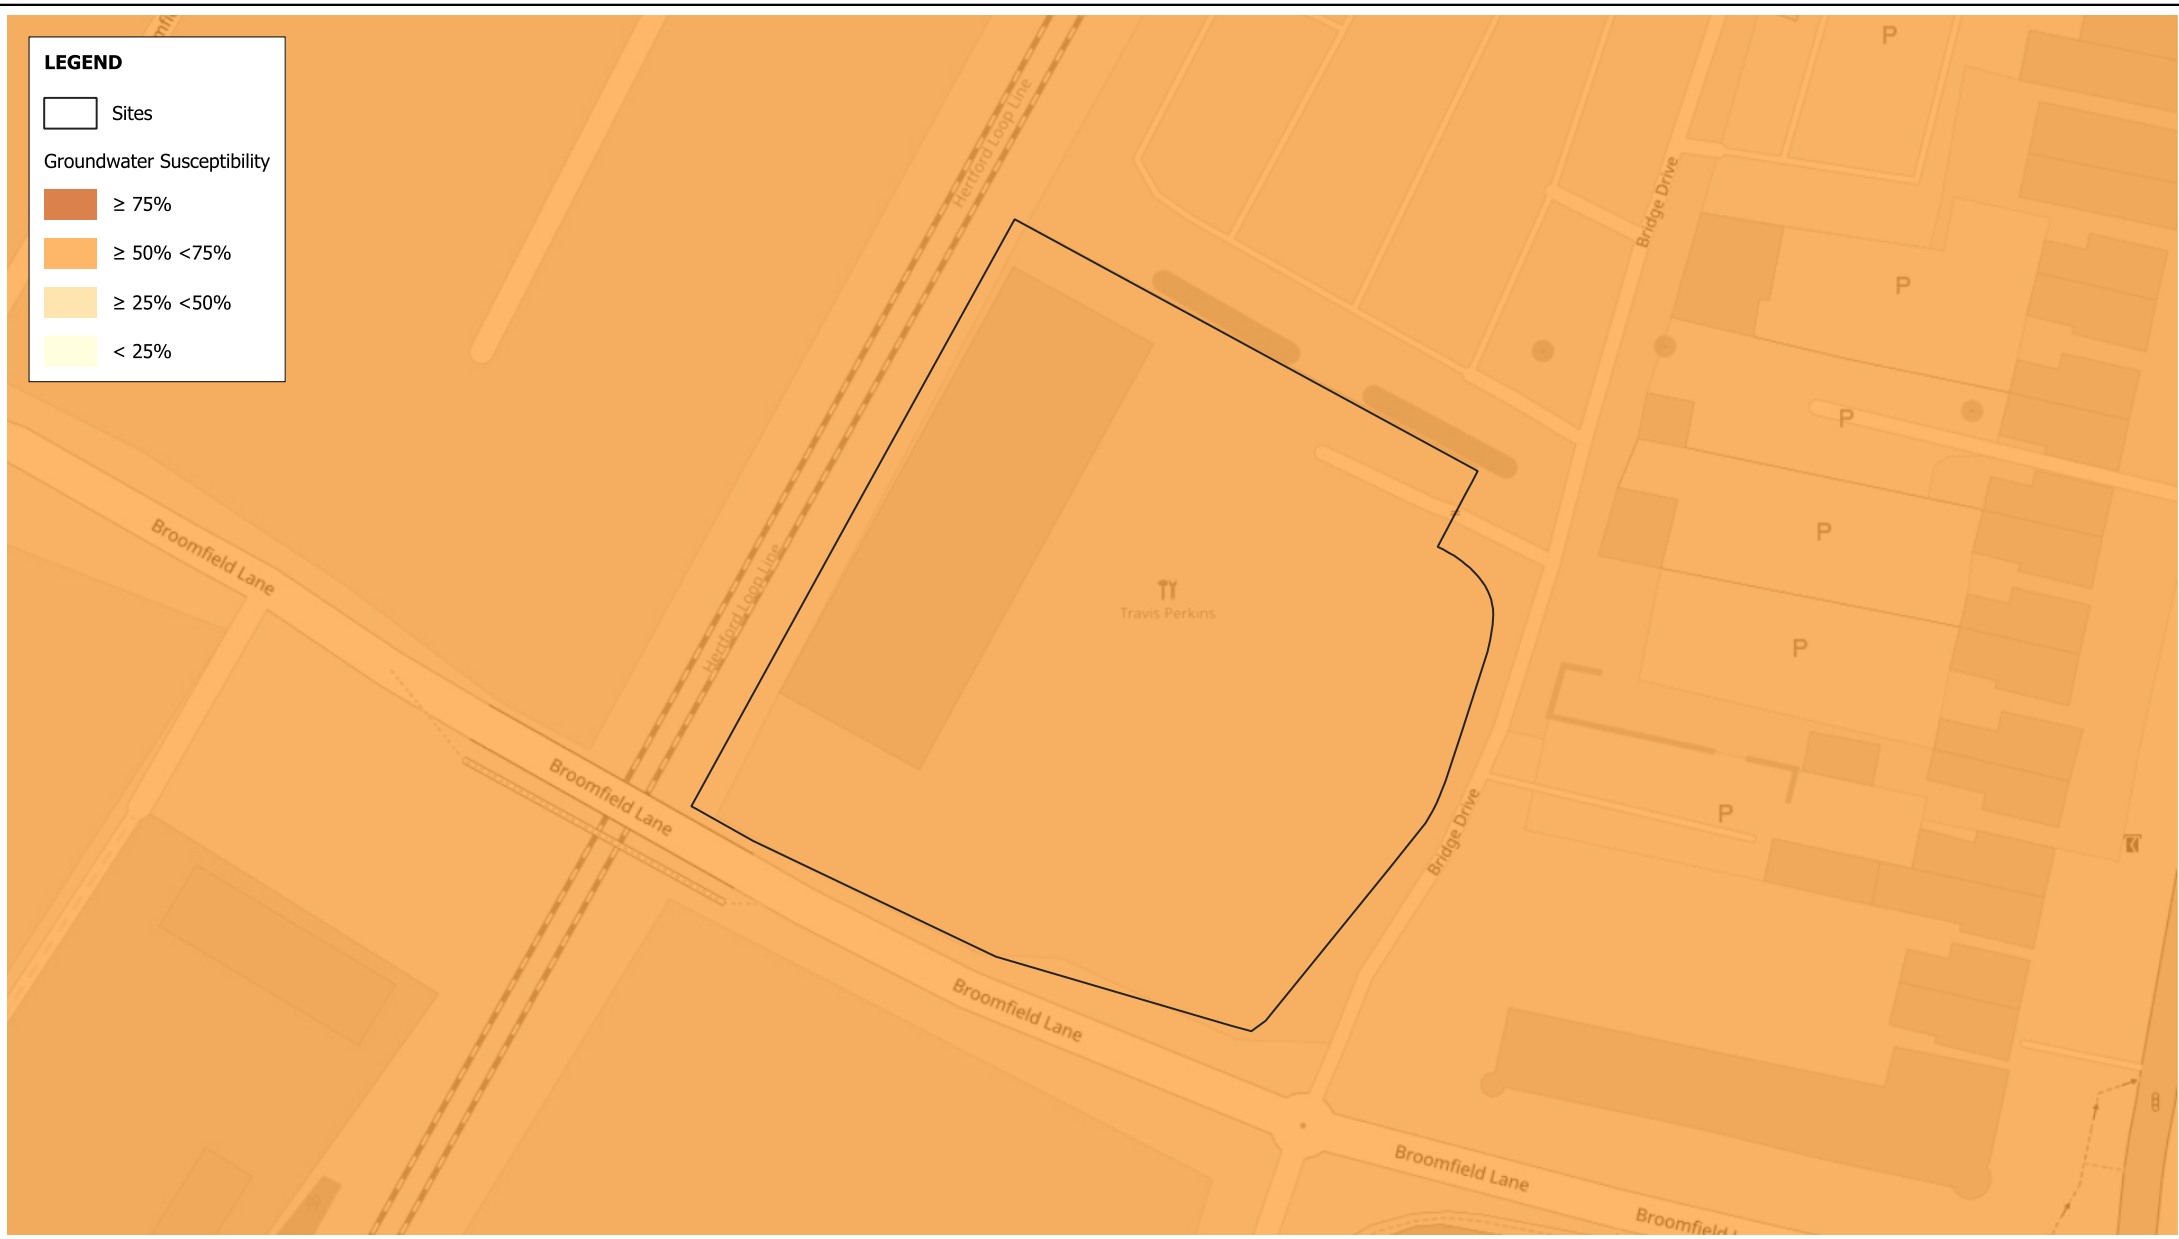 LEGEND
Sites
Groundwater Susceptibility
≥ 75%
≥ 50% <75%
≥ 25% <50%
< 25%
Hertford Loop Line
P
Bridge Drive
P
P
Broomfield Lane
P
Hertford Loop Line
Travis Perkins
P
Broomfield Lane
Bridge Drive
P
Broomfield Lane
Broomfield Lane
Broomfield